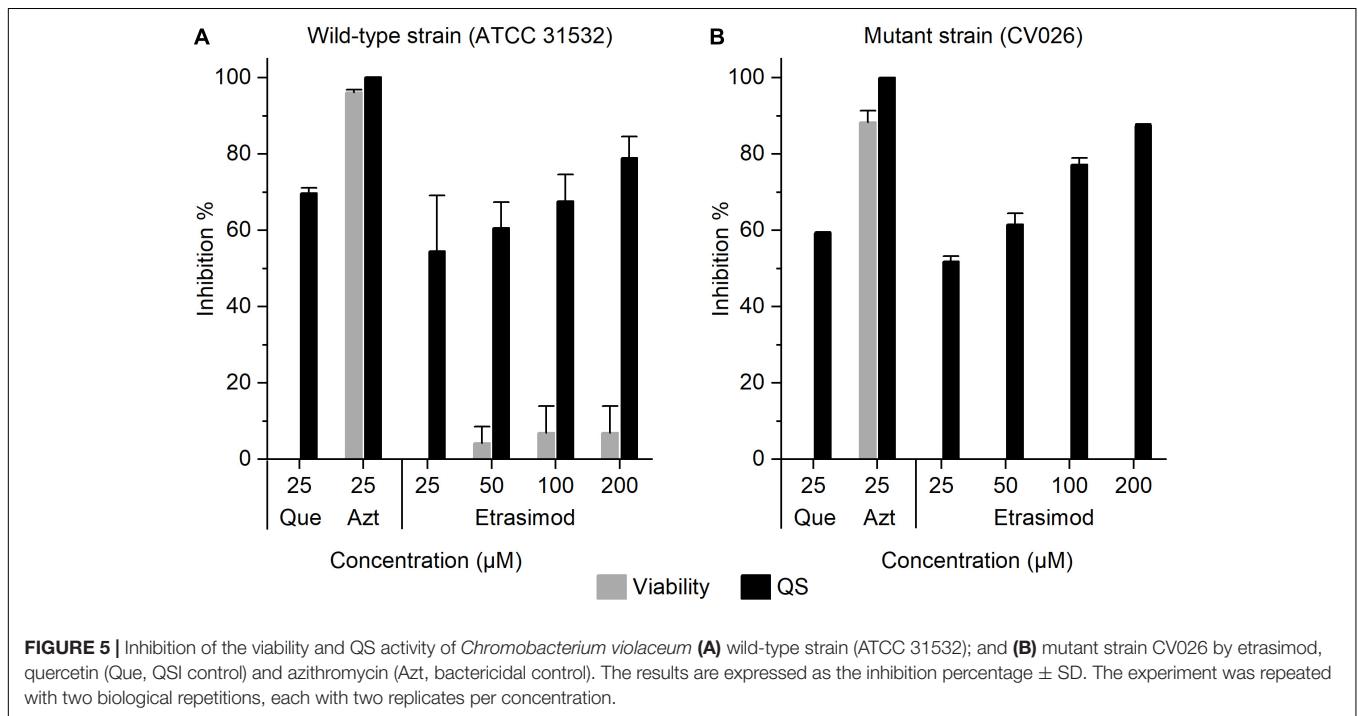 A Wild-type strain (ATCC 31532)
100
80
60
40
20
0
Inhibition %
25 25 25 50 100 200
Que Azt Etrasimod
Concentration (µM)
B Mutant strain (CV026)
100
80
60
40
20
0
Inhibition %
25 25 25 50 100 200
Que Azt Etrasimod
Concentration (µM)
Viability QS
FIGURE 5 | Inhibition of the viability and QS activity of Chromobacterium violaceum (A) wild-type strain (ATCC 31532); and (B) mutant strain CV026 by etrasimod,
quercetin (Que, QSI control) and azithromycin (Azt, bactericidal control). The results are expressed as the inhibition percentage ± SD. The experiment was repeated
with two biological repetitions, each with two replicates per concentration.